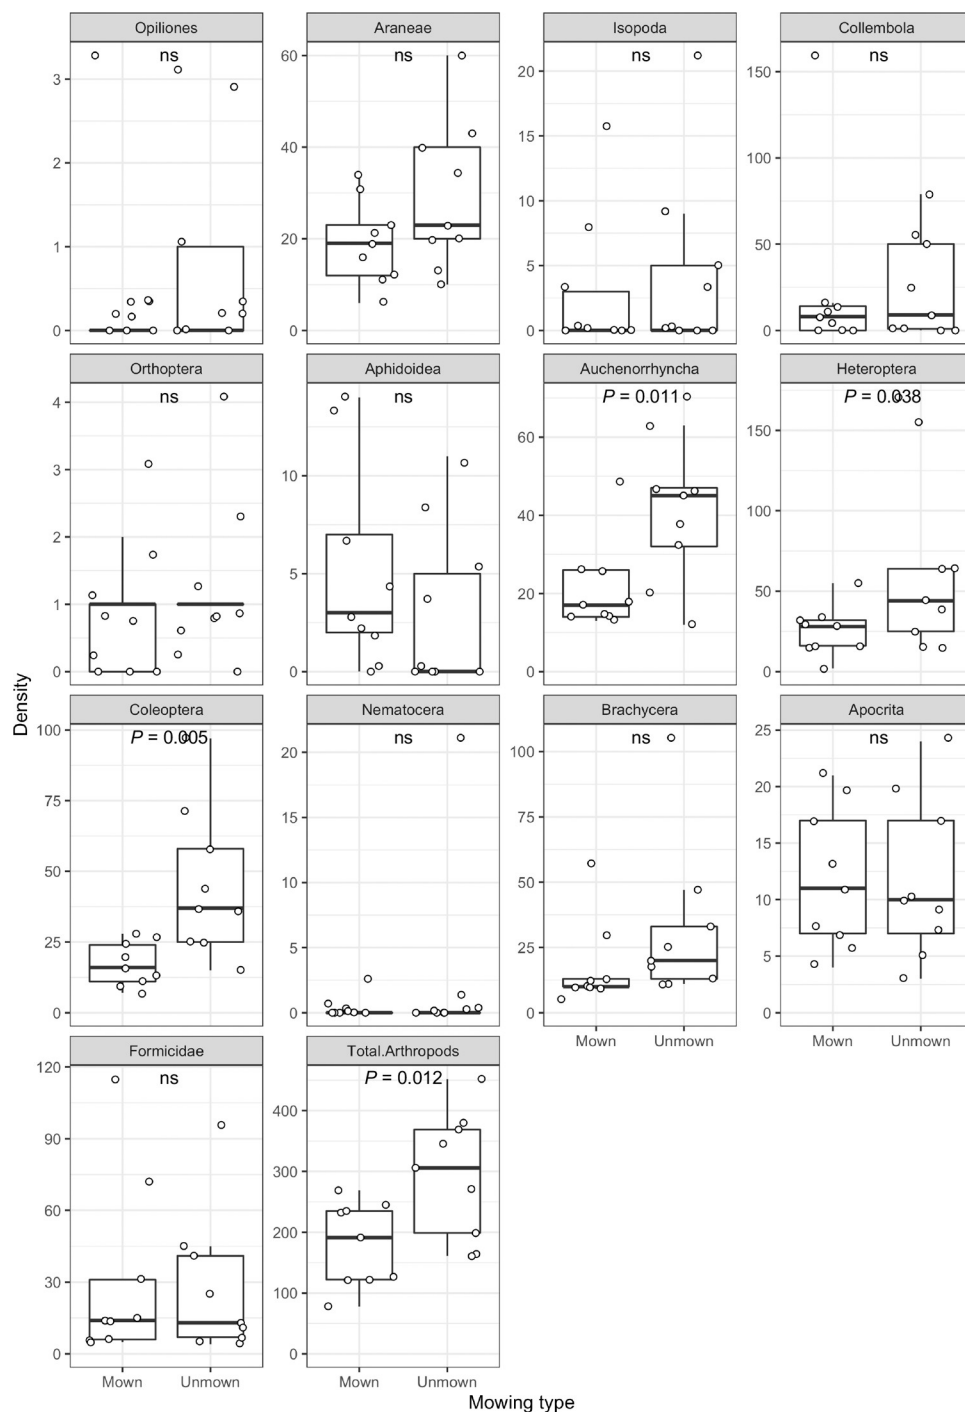 Opiliones
Araneae
Isopoda
Collembola
ns
ns
ns
ns
3
2
1
0
60
40
20
0
20
15
10
5
0
150
100
50
0
Orthoptera
Aphidoidea
Auchenorrhyncha
Heteroptera
ns
ns
P = 0.011
P = 0.038
4
3
2
1
0
10
5
0
60
40
20
0
150
100
50
0
Density
Coleoptera
Nematocera
Brachycera
Apocrita
P = 0.005
ns
ns
ns
100
75
50
25
0
20
15
10
5
0
100
75
50
25
0
25
20
15
10
5
0
Mown
Unmown
Mown
Unmown
Formicidae
Total.Arthropods
ns
P = 0.012
120
90
60
30
0
400
300
200
100
0
Mown
Unmown
Mown
Unmown
Mowing type